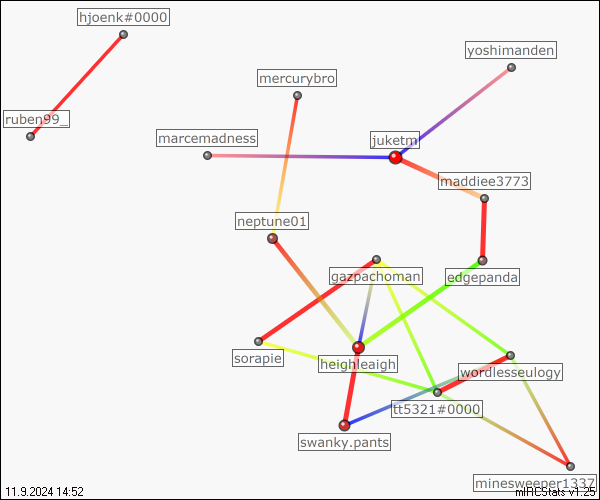 hjoenk#0000
yoshimanden
mercurybro
ruben99_
marcemadness
juketm
maddiee3773
neptune01
gazpachoman
edgepanda
sorapie
heighleaigh
wordlesseulogy
tt5321#0000
swanky.pants
minesweeper1337
11.9.2024 14:52
mIRCStats v1.25